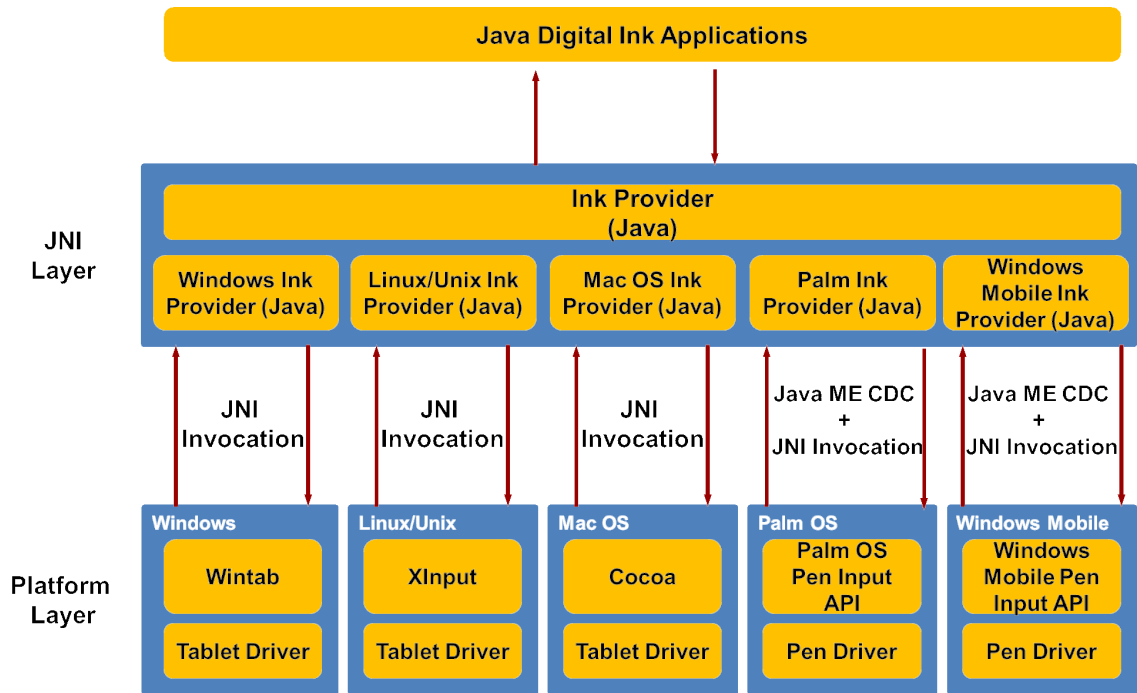 Java Digital Ink Applications
JNI
Layer
Ink Provider
(Java)
Windows Ink
Provider (Java)
Linux/Unix Ink
Provider (Java)
Mac OS Ink
Provider (Java)
Palm Ink
Provider (Java)
Windows
Mobile Ink
Provider (Java)
JNI
Invocation
JNI
Invocation
JNI
Invocation
Java ME CDC
+
JNI Invocation
Java ME CDC
+
JNI Invocation
Platform
Layer
Windows
Wintab
Tablet Driver
Linux/Unix
XInput
Tablet Driver
Mac OS
Cocoa
Tablet Driver
Palm OS
Palm OS
Pen Input
API
Pen Driver
Windows Mobile
Windows
Mobile Pen
Input API
Pen Driver